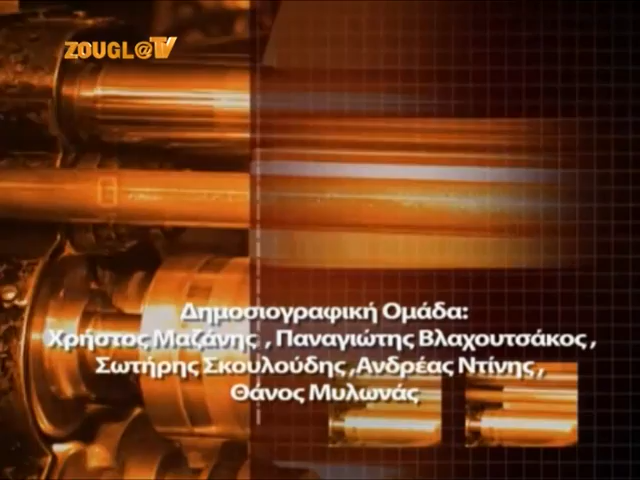 ZOUGL@TV
Δημοσιογραφική Ομάδα:
Χρήστος Μαζάνης , Παναγιώτης Βλαχουτσάκος ,
Σωτήρης Σκουλούδης ,Ανδρέας Ντίνης ,
Θάνος Μυλωνάς